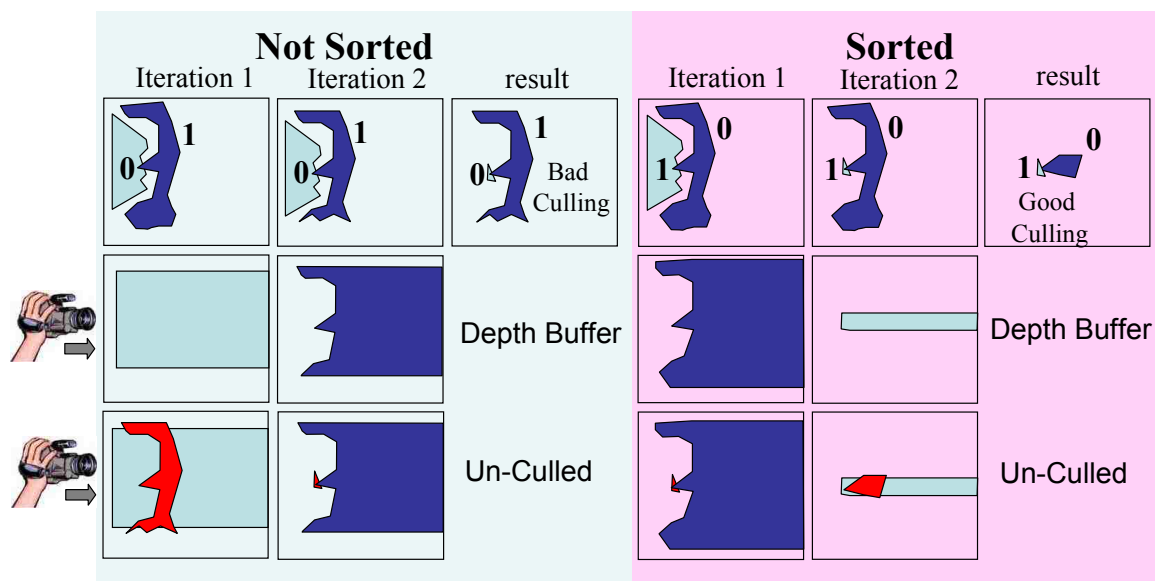 Not Sorted
Iteration 1
Iteration 2
result
0
1
0
1
0
1
Bad
Culling
Depth Buffer
Un-Culled
Sorted
Iteration 1
Iteration 2
result
1
0
1
0
1
0
Good
Culling
Depth Buffer
Un-Culled